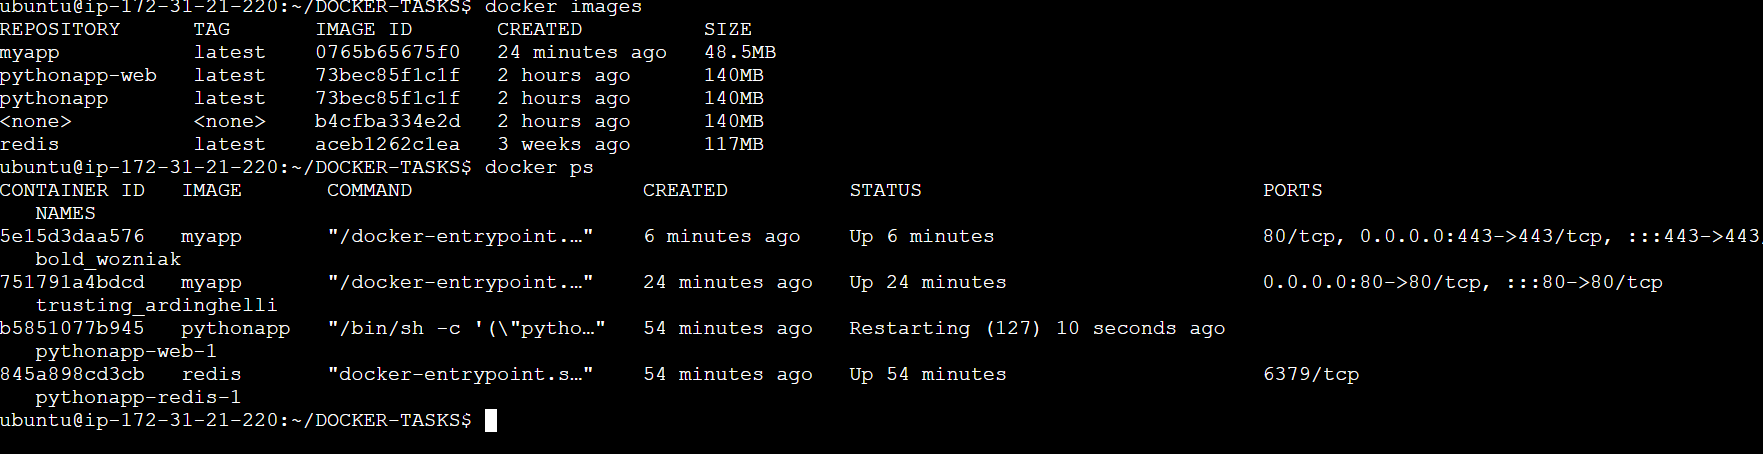 ubuntu@ip-172-31-21-220:~/DOCKER-TASKS$ docker images
REPOSITORY      TAG       IMAGE ID       CREATED          SIZE
myapp           latest    0765b65675f0   24 minutes ago   48.5MB
pythonapp-web   latest    73bec85f1c1f   2 hours ago      140MB
pythonapp       latest    73bec85f1c1f   2 hours ago      140MB
<none>          <none>    b4cfba334e2d   2 hours ago      140MB
redis           latest    aceb1262c1ea   3 weeks ago      117MB
ubuntu@ip-172-31-21-220:~/DOCKER-TASKS$ docker ps
CONTAINER ID   IMAGE       COMMAND                   CREATED          STATUS                            PORTS
   NAMES
5e15d3daa576   myapp       "/docker-entrypoint.…"    6 minutes ago    Up 6 minutes                      80/tcp, 0.0.0.0:443->443/tcp, :::443->443/
   bold_wozniak
751791a4bdcd   myapp       "/docker-entrypoint.…"    24 minutes ago   Up 24 minutes                     0.0.0.0:80->80/tcp, :::80->80/tcp
   trusting_ardinghelli
b5851077b945   pythonapp   "/bin/sh -c '(\"pytho…"   54 minutes ago   Restarting (127) 10 seconds ago
   pythonapp-web-1
845a898cd3cb   redis       "docker-entrypoint.s…"    54 minutes ago   Up 54 minutes                     6379/tcp
   pythonapp-redis-1
ubuntu@ip-172-31-21-220:~/DOCKER-TASKS$